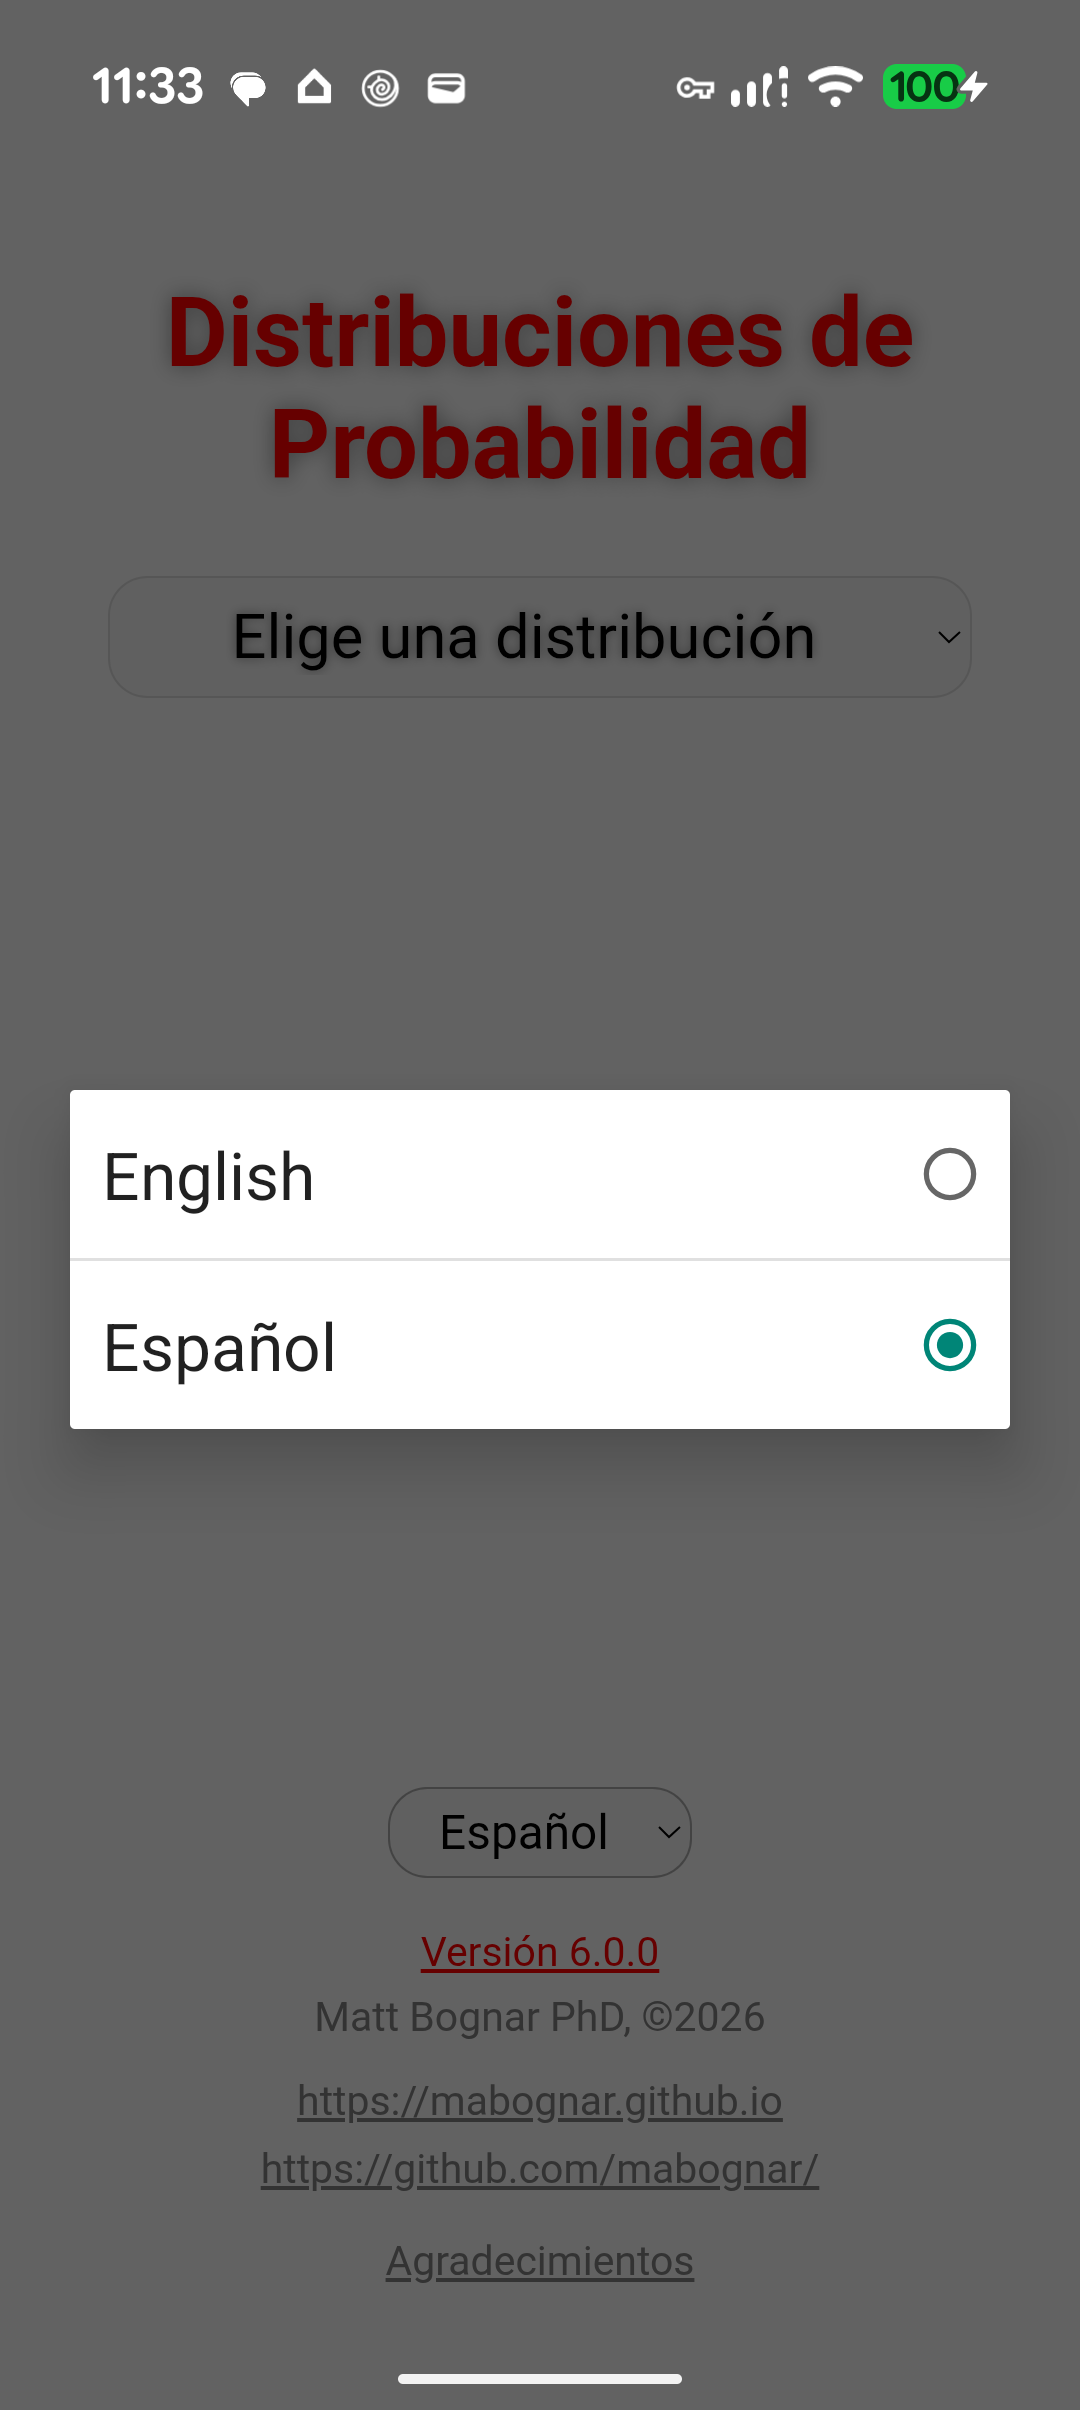 11:33
100
Distribuciones de
Probabilidad
Elige una distribución
English
Español
Español
Versión 6.0.0
Matt Bognar PhD, ©2026
https://mabognar.github.io
https://github.com/mabognar/
Agradecimientos